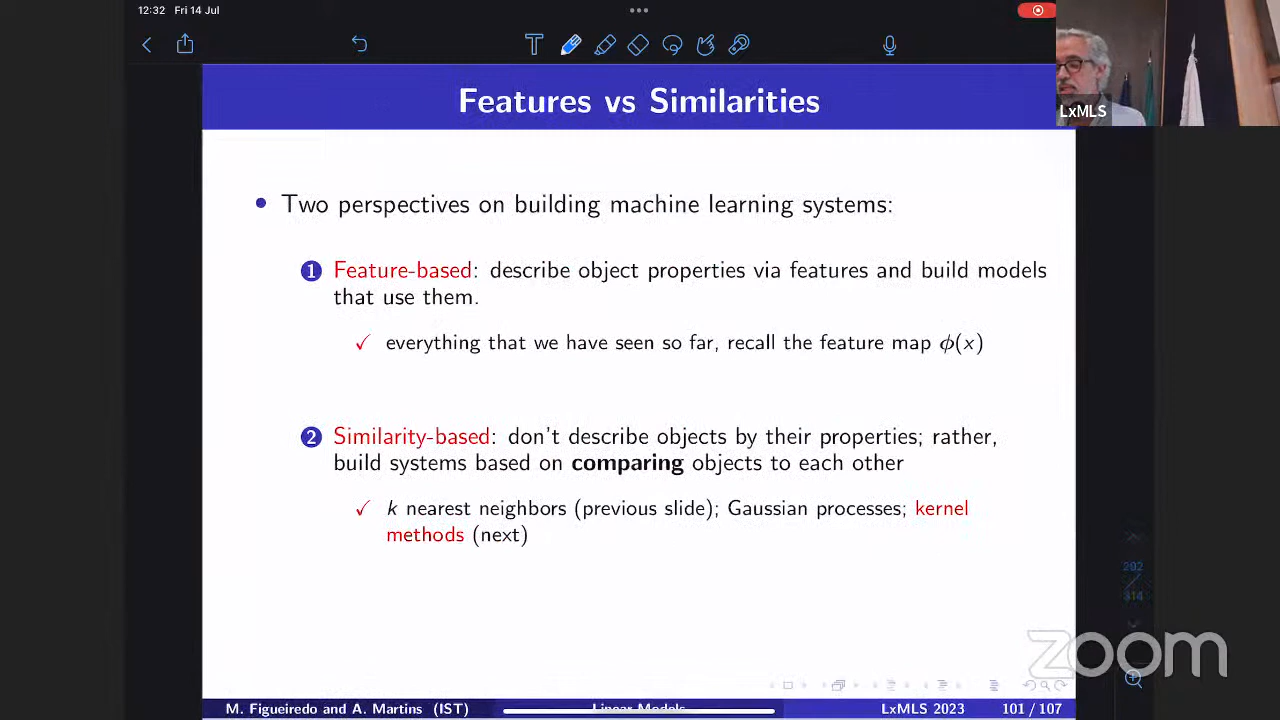 12:32 Fri 14 Jul
Features vs Similarities
LxMLS
• Two perspectives on building machine learning systems:
1 Feature-based: describe object properties via features and build models
that use them.
✓ everything that we have seen so far, recall the feature map ϕ(x)
2 Similarity-based: don't describe objects by their properties; rather,
build systems based on comparing objects to each other
✓ k nearest neighbors (previous slide); Gaussian processes; kernel
methods (next)
292
314
zoom
M. Figueiredo and A. Martins (IST) Linear Models LxMLS 2023 101 / 107